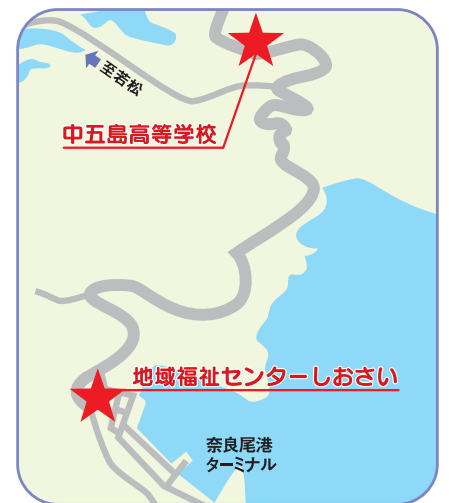 至若松
中五島高等学校
地域福祉センターしおさい
奈良尾港
ターミナル